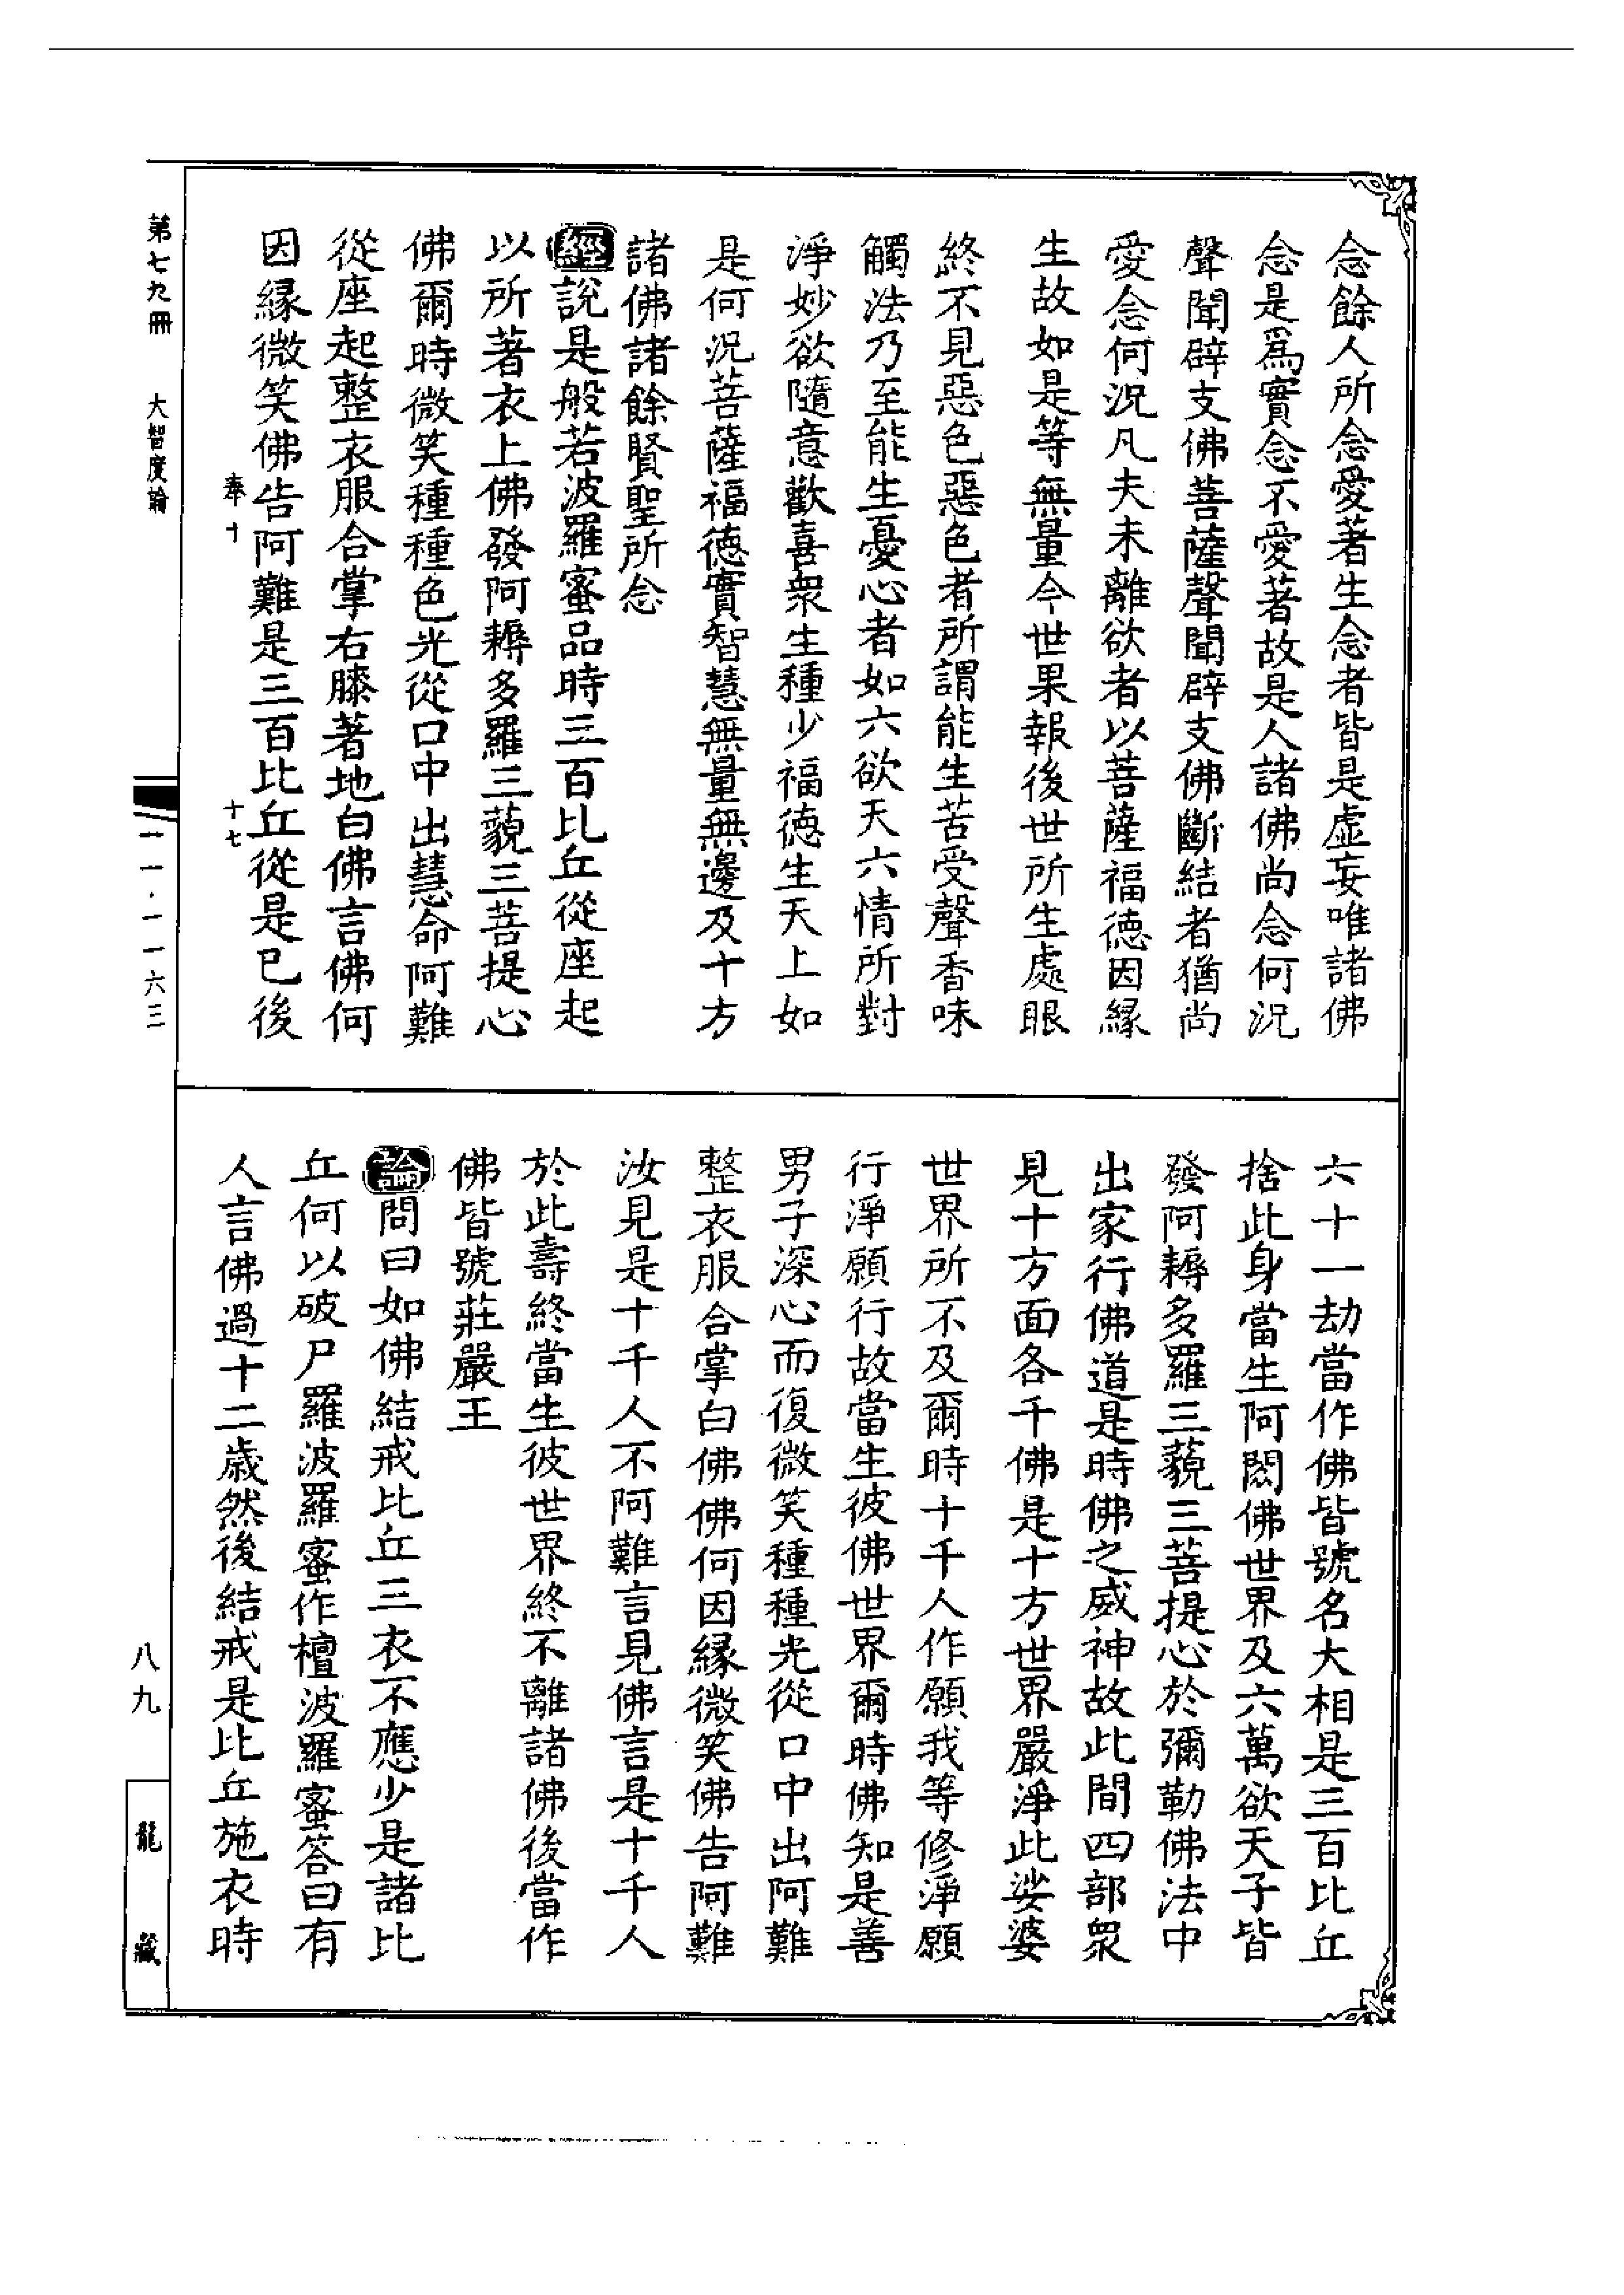 念餘人所念愛著生念者皆是虛妄唯諸佛
念是爲實念不愛著故是人諸佛尚念何況
聲聞辟支佛菩薩聲聞辟支佛斷結者猶尚
愛念何況凡夫未離欲者以菩薩福德因緣
生故如是等無量今世果報後世所生處眼
終不見惡色惡色者所謂能生苦受聲香味
觸法乃至能生憂心者如六欲天六情所對
淨妙欲隨意歡喜衆生種少福德生天上如
是何況菩薩福德實智慧無量無邊及十方
諸佛諸餘賢聖所念
經說是般若波羅蜜品時三百比丘從座起
以所著衣上佛發阿耨多羅三藐三菩提心
佛爾時微笑種種色光從口中出慧命阿難
從座起整衣服合掌右膝著地白佛言佛何
因緣微笑佛告阿難是三百比丘從是已後
奉十 十七
六十一劫當作佛皆號名大相是三百比丘
捨此身當生阿閦佛世界及六萬欲天子皆
發阿耨多羅三藐三菩提心於彌勒佛法中
出家行佛道是時佛之威神故此間四部衆
見十方面各千佛是十方世界嚴淨此娑婆
世界所不及爾時十千人作願我等修淨願
行淨願行故當生彼佛世界爾時佛知是善
男子深心而復微笑種種光從口中出阿難
整衣服合掌白佛佛何因緣微笑佛告阿難
汝見是十千人不阿難言見佛言是十千人
於此壽終當生彼世界終不離諸佛後當作
佛皆號莊嚴王
論問曰如佛結戒比丘三衣不應少是諸比
丘何以破尸羅波羅蜜作檀波羅蜜答曰有
人言佛過十二歲然後結戒是比丘施衣時
第七九冊 大智度論
一一·一一六三
八九
龍藏